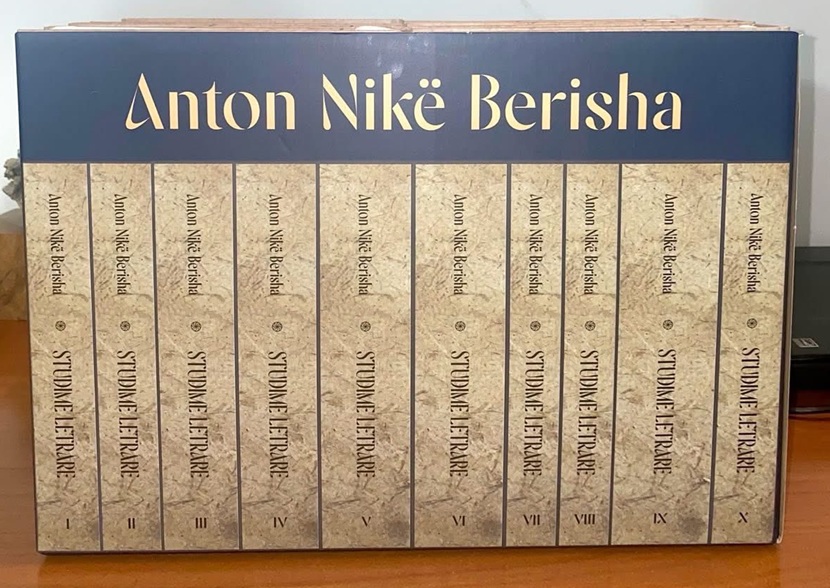 Anton Nikë Berisha
Anton Nikë Berisha STUDIME LETRARE I
Anton Nikë Berisha STUDIME LETRARE II
Anton Nikë Berisha STUDIME LETRARE III
Anton Nikë Berisha STUDIME LETRARE IV
Anton Nikë Berisha STUDIME LETRARE V
Anton Nikë Berisha STUDIME LETRARE VI
Anton Nikë Berisha STUDIME LETRARE VII
Anton Nikë Berisha STUDIME LETRARE VIII
Anton Nikë Berisha STUDIME LETRARE IX
Anton Nikë Berisha STUDIME LETRARE X